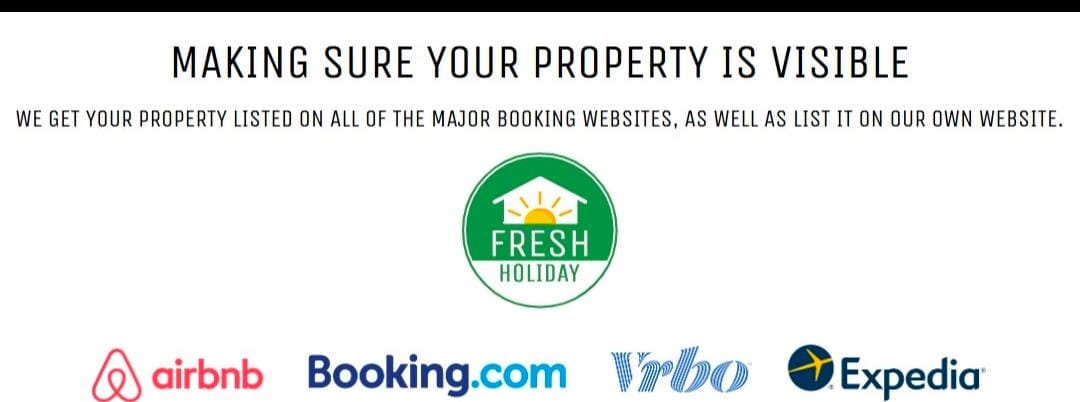 MAKING SURE YOUR PROPERTY IS VISIBLE
WE GET YOUR PROPERTY LISTED ON ALL OF THE MAJOR BOOKING WEBSITES, AS WELL AS LIST IT ON OUR OWN WEBSITE.
FRESH
HOLIDAY
airbnb Booking.com Vrbo Expedia